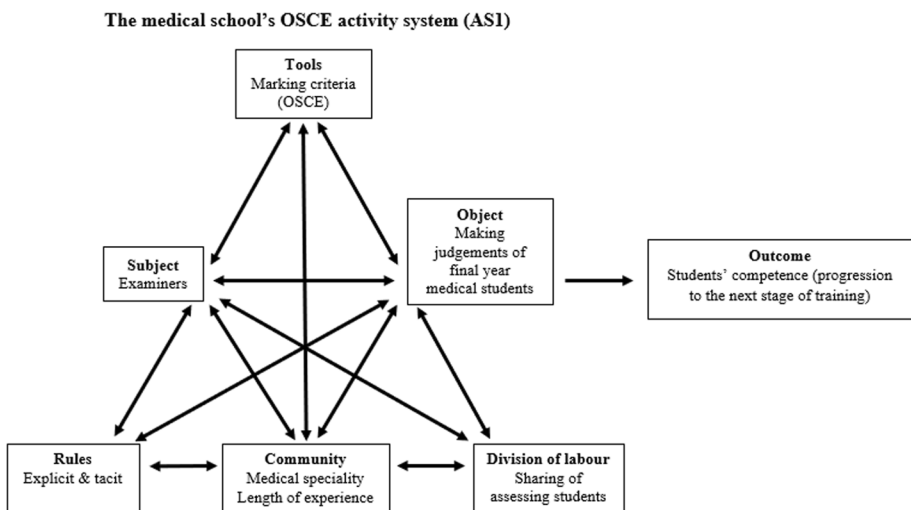 The medical school’s OSCE activity system (AS1)
Tools
Marking criteria
(OSCE)
Object
Making
judgements of
final year
medical students
Subject
Examiners
Outcome
Students’ competence (progression
to the next stage of training)
Rules
Explicit & tacit
Community
Medical speciality
Length of experience
Division of labour
Sharing of
assessing students